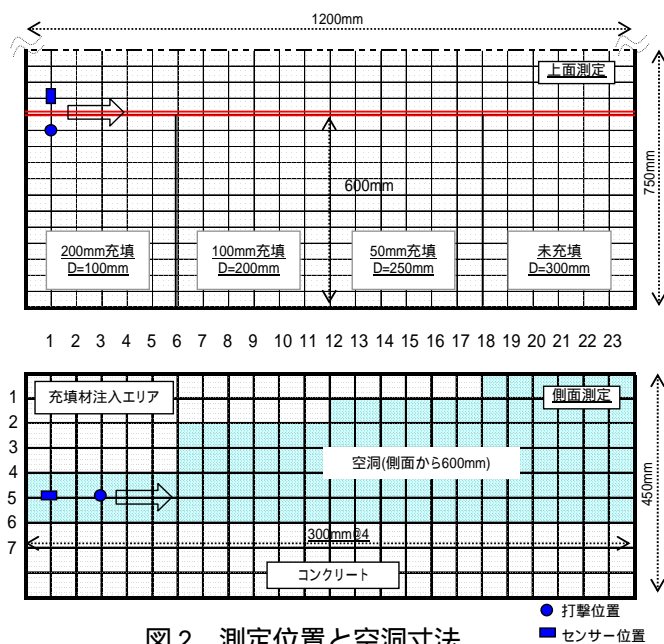 1200mm
上面測定
600mm
750mm
200mm充填
D=100mm
100mm充填
D=200mm
50mm充填
D=250mm
未充填
D=300mm
1 2 3 4 5 6 7 8 9 10 11 12 13 14 15 16 17 18 19 20 21 22 23
充填材注入エリア
側面測定
1
2
3
4
5
6
7
空洞(側面から600mm)
450mm
300mm@4
コンクリート
打撃位置
センサー位置
図2 測定位置と空洞寸法